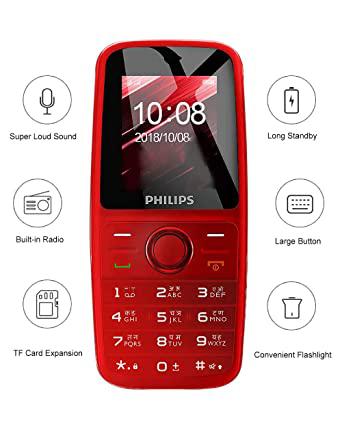 10:08
2018/10/08
PHILIPS
Super Loud Sound
Long Standby
Built-in Radio
Large Button
TF Card Expansion
Convenient Flashlight
1
2 ABC
3 DEF
4 GHI
5 JKL
6 MNO
7 PQRS
8 TUV
9 WXYZ
*.
0 +
#